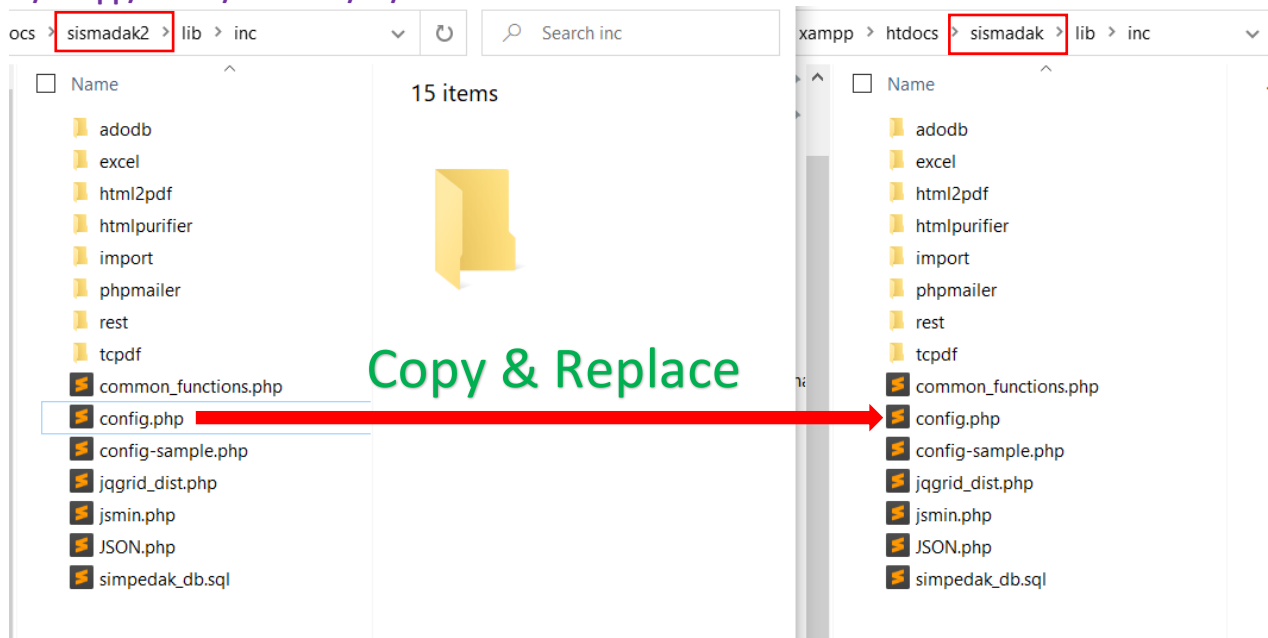 ocs > sismadak2 > lib > inc
Search inc
Name
15 items
adodb
excel
html2pdf
htmlpurifier
import
phpmailer
rest
tcpdf
common_functions.php
config.php
config-sample.php
jqgrid_dist.php
jsmin.php
JSON.php
simpedak_db.sql
Copy & Replace
xampp > htdocs > sismadak > lib > inc
Name
adodb
excel
html2pdf
htmlpurifier
import
phpmailer
rest
tcpdf
common_functions.php
config.php
config-sample.php
jqgrid_dist.php
jsmin.php
JSON.php
simpedak_db.sql